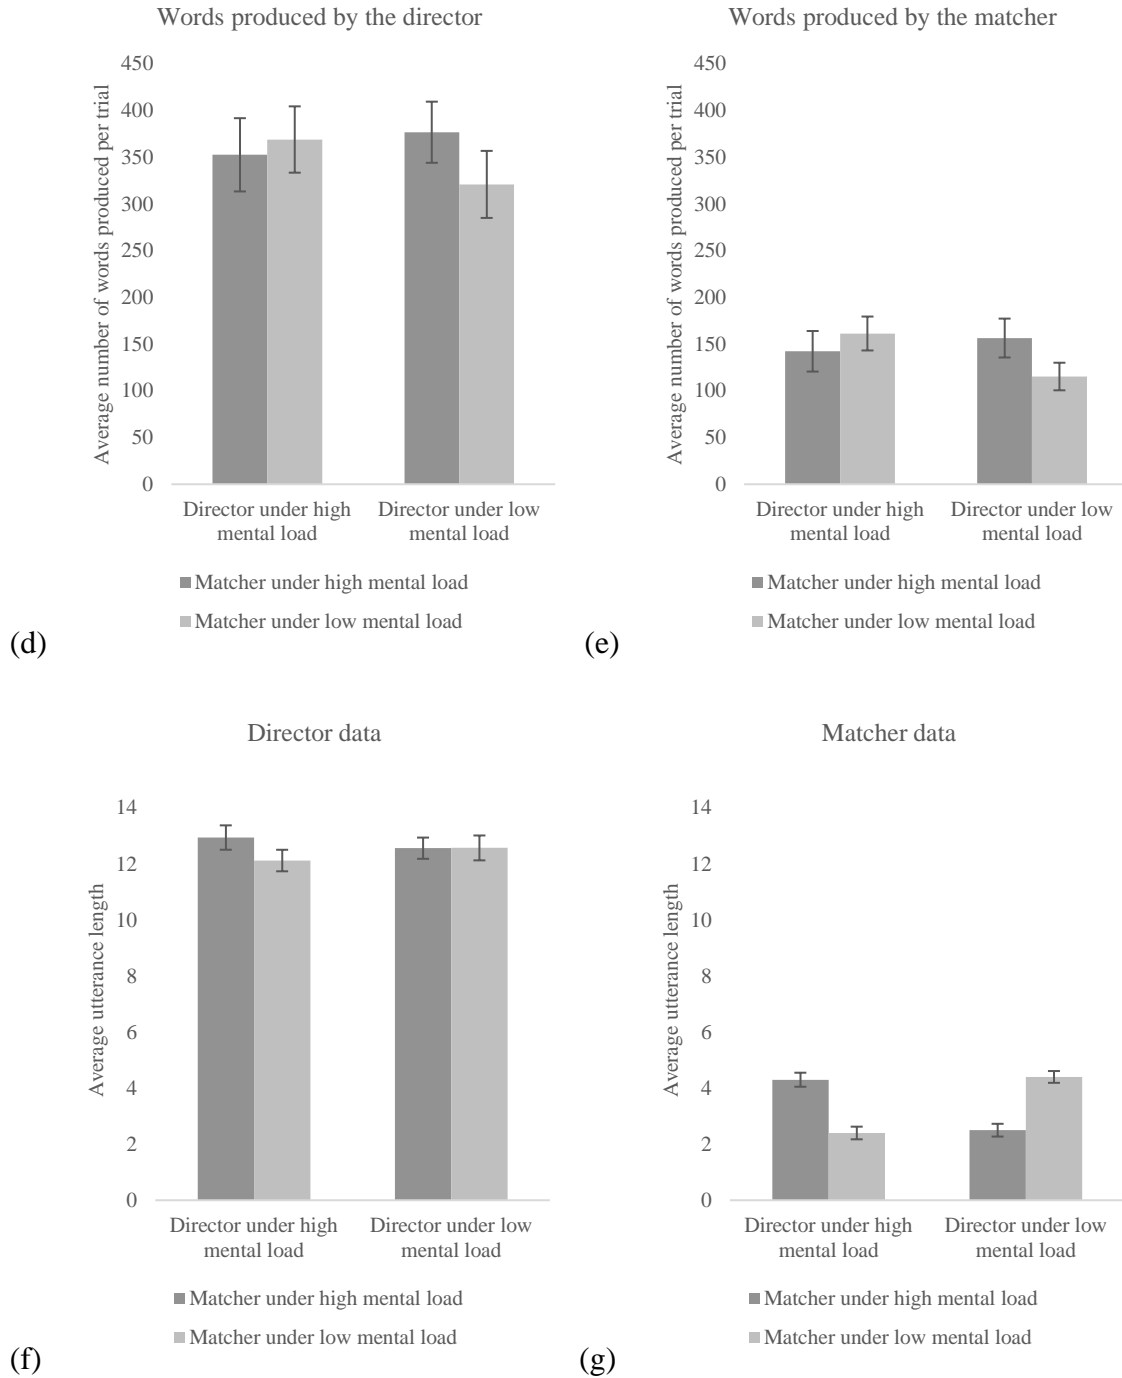 Words produced by the director
Average number of words produced per trial
450
400
350
300
250
200
150
100
50
0
Director under high
mental load
Director under low
mental load
Matcher under high mental load
Matcher under low mental load
(d)
Words produced by the matcher
Average number of words produced per trial
450
400
350
300
250
200
150
100
50
0
Director under high
mental load
Director under low
mental load
Matcher under high mental load
Matcher under low mental load
(e)
Director data
Average utterance length
14
12
10
8
6
4
2
0
Director under high
mental load
Director under low
mental load
Matcher under high mental load
Matcher under low mental load
(f)
Matcher data
Average utterance length
14
12
10
8
6
4
2
0
Director under high
mental load
Director under low
mental load
Matcher under high mental load
Matcher under low mental load
(g)